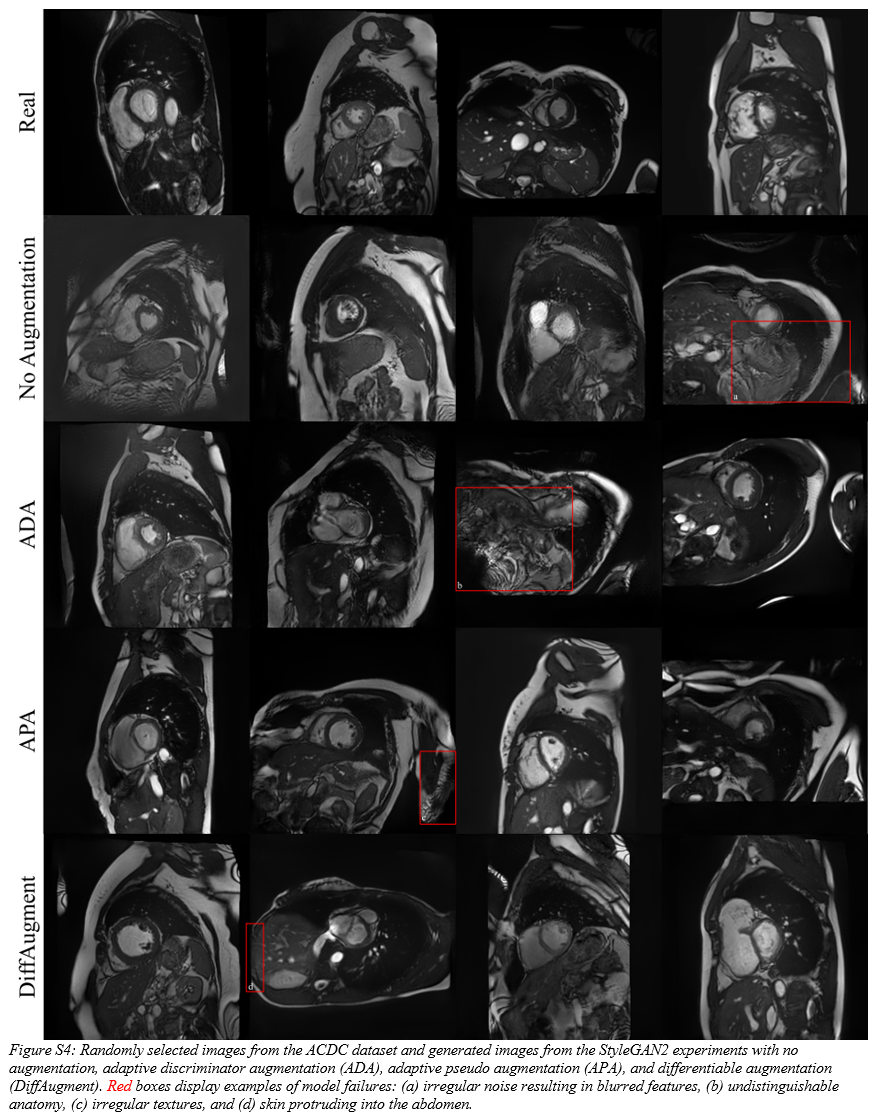 Real
No Augmentation
a
ADA
b
APA
c
DiffAugment
d
Figure S4: Randomly selected images from the ACDC dataset and generated images from the StyleGAN2 experiments with no
augmentation, adaptive discriminator augmentation (ADA), adaptive pseudo augmentation (APA), and differentiable augmentation
(DiffAugment). Red boxes display examples of model failures: (a) irregular noise resulting in blurred features, (b) undistinguishable
anatomy, (c) irregular textures, and (d) skin protruding into the abdomen.